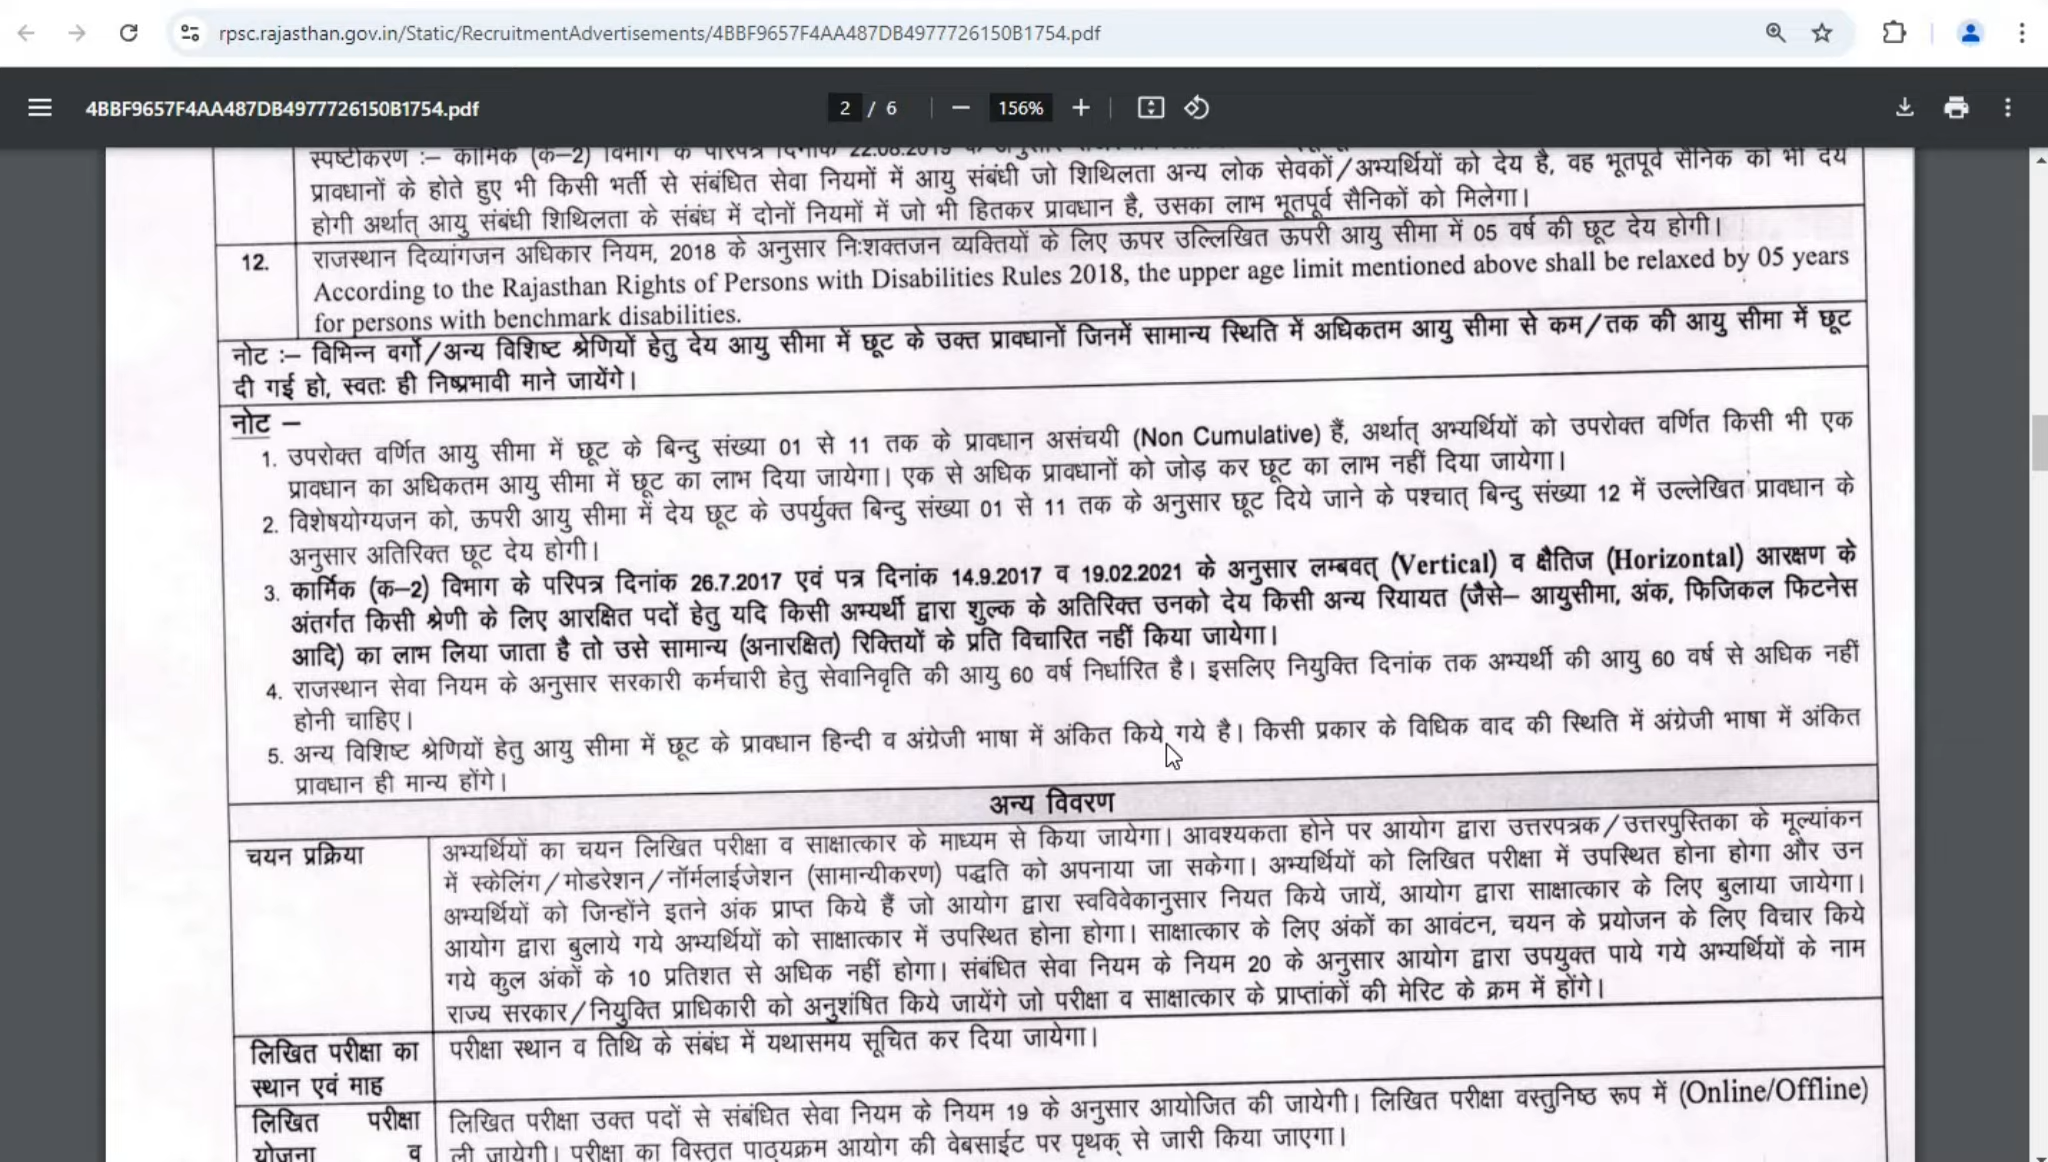 rpsc.rajasthan.gov.in/Static/RecruitmentAdvertisements/4BBF9657F4AA487DB4977726150B1754.pdf
4BBF9657F4AA487DB4977726150B1754.pdf
2 / 6
156%
स्पष्टीकरण :– कार्मिक (क–2) विभाग के परिपत्र दिनांक 22.08.2019 के अनुसार
प्रावधानों के होते हुए भी किसी भर्ती से संबंधित सेवा नियमों में आयु संबंधी जो शिथिलता अन्य लोक सेवकों/अभ्यर्थियों को देय है, वह भूतपूर्व सैनिक को भी देय
होगी अर्थात् आयु संबंधी शिथिलता के संबंध में दोनों नियमों में जो भी हितकर प्रावधान है, उसका लाभ भूतपूर्व सैनिकों को मिलेगा।
12. राजस्थान दिव्यांगजन अधिकार नियम, 2018 के अनुसार निःशक्तजन व्यक्तियों के लिए ऊपर उल्लिखित ऊपरी आयु सीमा में 05 वर्ष की छूट देय होगी।
According to the Rajasthan Rights of Persons with Disabilities Rules 2018, the upper age limit mentioned above shall be relaxed by 05 years
for persons with benchmark disabilities.
नोट :– विभिन्न वर्गो/अन्य विशिष्ट श्रेणियों हेतु देय आयु सीमा में छूट के उक्त प्रावधानों जिनमें सामान्य स्थिति में अधिकतम आयु सीमा से कम/तक की आयु सीमा में छूट
दी गई हो, स्वतः ही निष्प्रभावी माने जायेंगे।
नोट –
1. उपरोक्त वर्णित आयु सीमा में छूट के बिन्दु संख्या 01 से 11 तक के प्रावधान असंचयी (Non Cumulative) हैं, अर्थात् अभ्यर्थियों को उपरोक्त वर्णित किसी भी एक
प्रावधान का अधिकतम आयु सीमा में छूट का लाभ दिया जायेगा। एक से अधिक प्रावधानों को जोड़ कर छूट का लाभ नहीं दिया जायेगा।
2. विशेषयोग्यजन को, ऊपरी आयु सीमा में देय छूट के उपर्युक्त बिन्दु संख्या 01 से 11 तक के अनुसार छूट दिये जाने के पश्चात् बिन्दु संख्या 12 में उल्लेखित प्रावधान के
अनुसार अतिरिक्त छूट देय होगी।
3. कार्मिक (क–2) विभाग के परिपत्र दिनांक 26.7.2017 एवं पत्र दिनांक 14.9.2017 व 19.02.2021 के अनुसार लम्बवत् (Vertical) व क्षैतिज (Horizontal) आरक्षण के
अंतर्गत किसी श्रेणी के लिए आरक्षित पदों हेतु यदि किसी अभ्यर्थी द्वारा शुल्क के अतिरिक्त उनको देय किसी अन्य रियायत (जैसे– आयुसीमा, अंक, फिजिकल फिटनेस
आदि) का लाभ लिया जाता है तो उसे सामान्य (अनारक्षित) रिक्तियों के प्रति विचारित नहीं किया जायेगा।
4. राजस्थान सेवा नियम के अनुसार सरकारी कर्मचारी हेतु सेवानिवृति की आयु 60 वर्ष निर्धारित है। इसलिए नियुक्ति दिनांक तक अभ्यर्थी की आयु 60 वर्ष से अधिक नहीं
होनी चाहिए।
5. अन्य विशिष्ट श्रेणियों हेतु आयु सीमा में छूट के प्रावधान हिन्दी व अंग्रेजी भाषा में अंकित किये गये है। किसी प्रकार के विधिक वाद की स्थिति में अंग्रेजी भाषा में अंकित
प्रावधान ही मान्य होंगे।
अन्य विवरण
चयन प्रक्रिया
अभ्यर्थियों का चयन लिखित परीक्षा व साक्षात्कार के माध्यम से किया जायेगा। आवश्यकता होने पर आयोग द्वारा उत्तरपत्रक/उत्तरपुस्तिका के मूल्यांकन
में स्केलिंग/मोडरेशन/नॉर्मलाईजेशन (सामान्यीकरण) पद्धति को अपनाया जा सकेगा। अभ्यर्थियों को लिखित परीक्षा में उपस्थित होना होगा और उन
अभ्यर्थियों को जिन्होंने इतने अंक प्राप्त किये हैं जो आयोग द्वारा स्वविवेकानुसार नियत किये जायें, आयोग द्वारा साक्षात्कार के लिए बुलाया जायेगा।
आयोग द्वारा बुलाये गये अभ्यर्थियों को साक्षात्कार में उपस्थित होना होगा। साक्षात्कार के लिए अंकों का आवंटन, चयन के प्रयोजन के लिए विचार किये
गये कुल अंकों के 10 प्रतिशत से अधिक नहीं होगा। संबंधित सेवा नियम के नियम 20 के अनुसार आयोग द्वारा उपयुक्त पाये गये अभ्यर्थियों के नाम
राज्य सरकार/नियुक्ति प्राधिकारी को अनुशंषित किये जायेंगे जो परीक्षा व साक्षात्कार के प्राप्तांकों की मेरिट के क्रम में होंगे।
लिखित परीक्षा का
स्थान एवं माह
परीक्षा स्थान व तिथि के संबंध में यथासमय सूचित कर दिया जायेगा।
लिखित परीक्षा
योजना व
लिखित परीक्षा उक्त पदों से संबंधित सेवा नियम के नियम 19 के अनुसार आयोजित की जायेगी। लिखित परीक्षा वस्तुनिष्ठ रूप में (Online/Offline)
ली जायेगी। परीक्षा का विस्तृत पाठ्यक्रम आयोग की वेबसाईट पर पृथक् से जारी किया जाएगा।